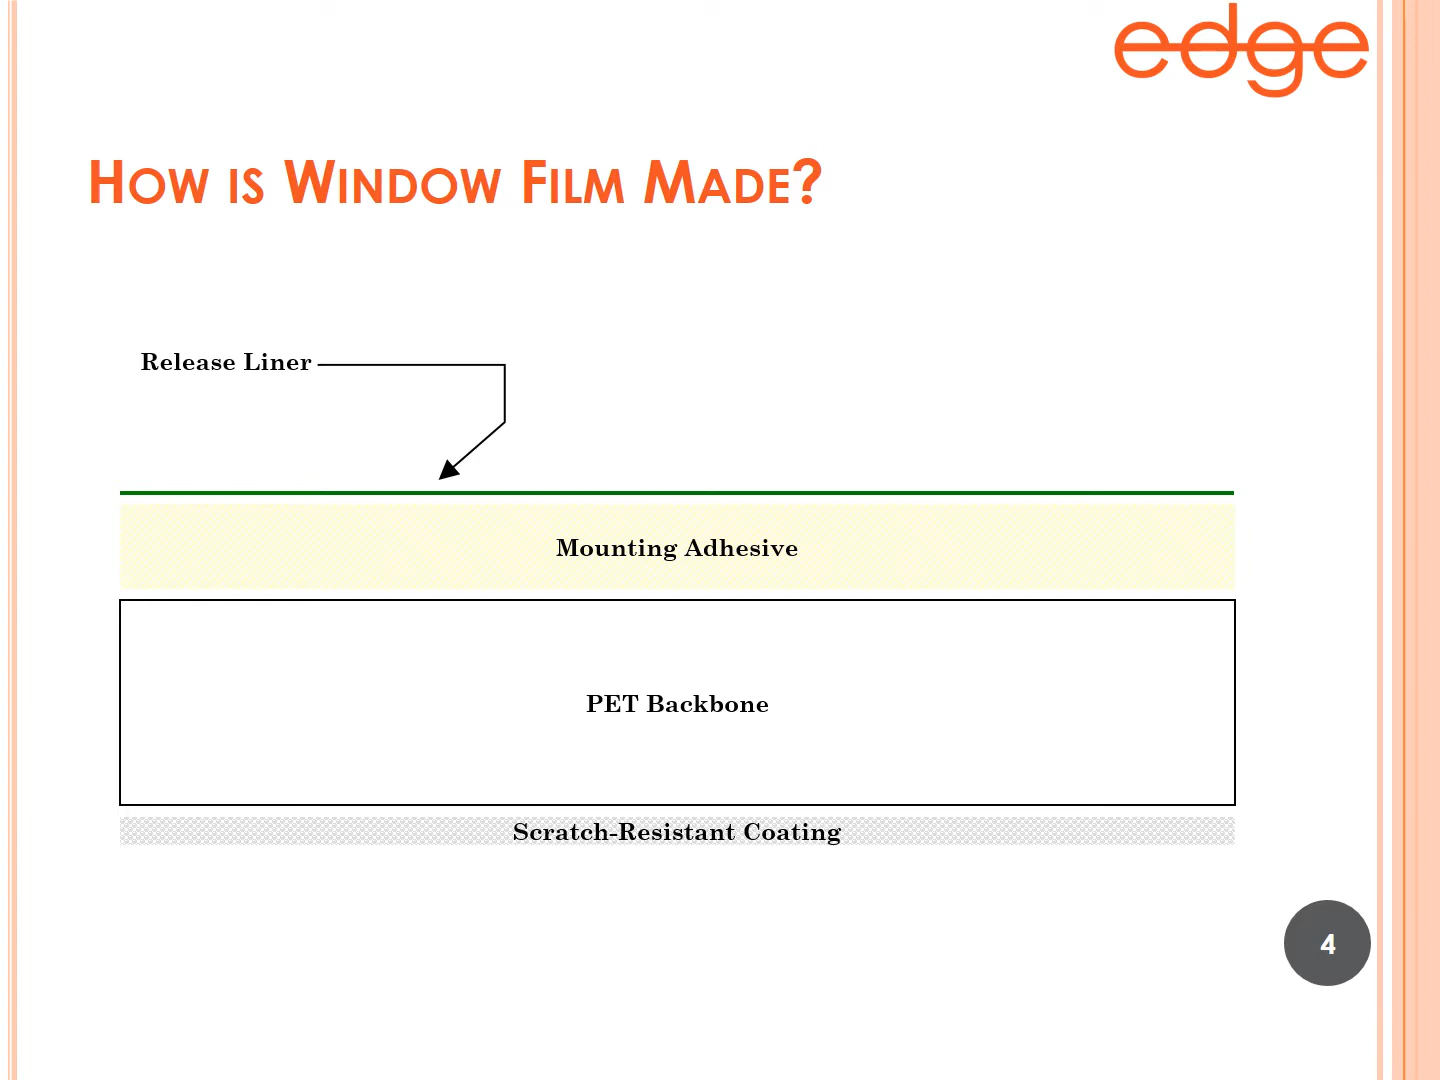 edge
How is Window Film Made?
Release Liner
Mounting Adhesive
PET Backbone
Scratch-Resistant Coating
4